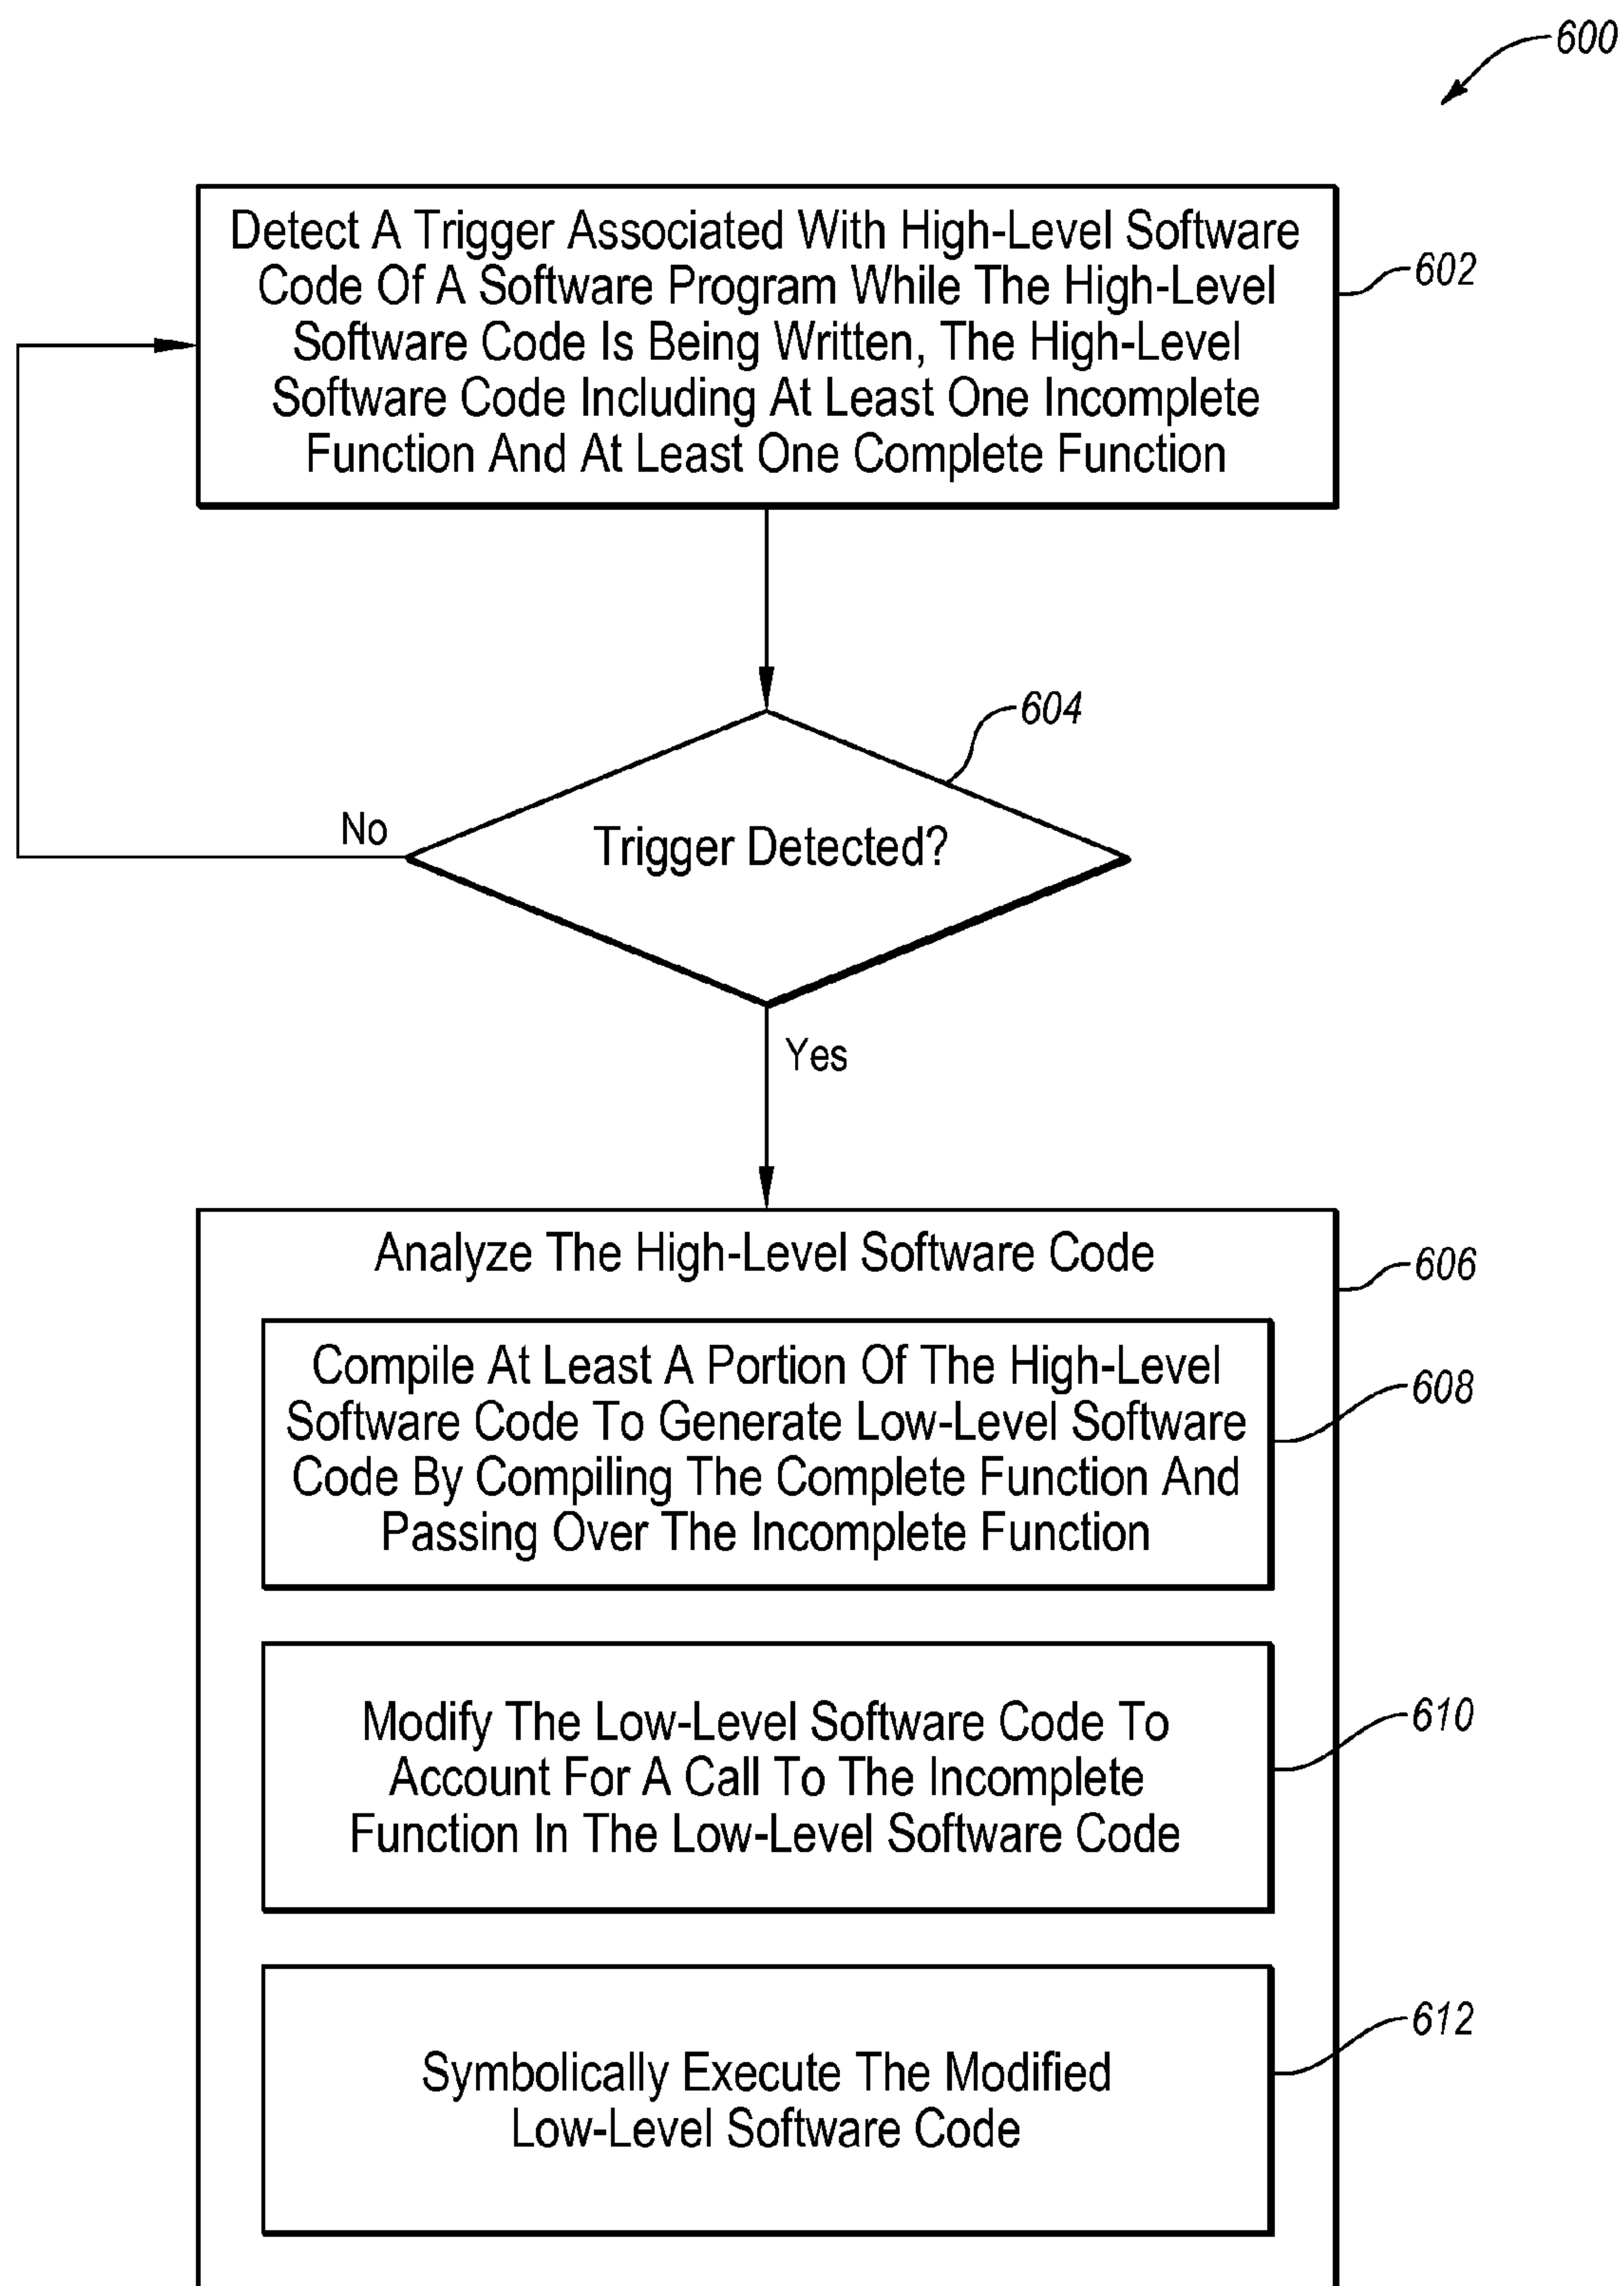 600
Detect A Trigger Associated With High-Level Software
Code Of A Software Program While The High-Level
Software Code Is Being Written, The High-Level
Software Code Including At Least One Incomplete
Function And At Least One Complete Function
602
604
Trigger Detected?
No
Yes
Analyze The High-Level Software Code
606
Compile At Least A Portion Of The High-Level
Software Code To Generate Low-Level Software
Code By Compiling The Complete Function And
Passing Over The Incomplete Function
608
Modify The Low-Level Software Code To
Account For A Call To The Incomplete
Function In The Low-Level Software Code
610
Symbolically Execute The Modified
Low-Level Software Code
612